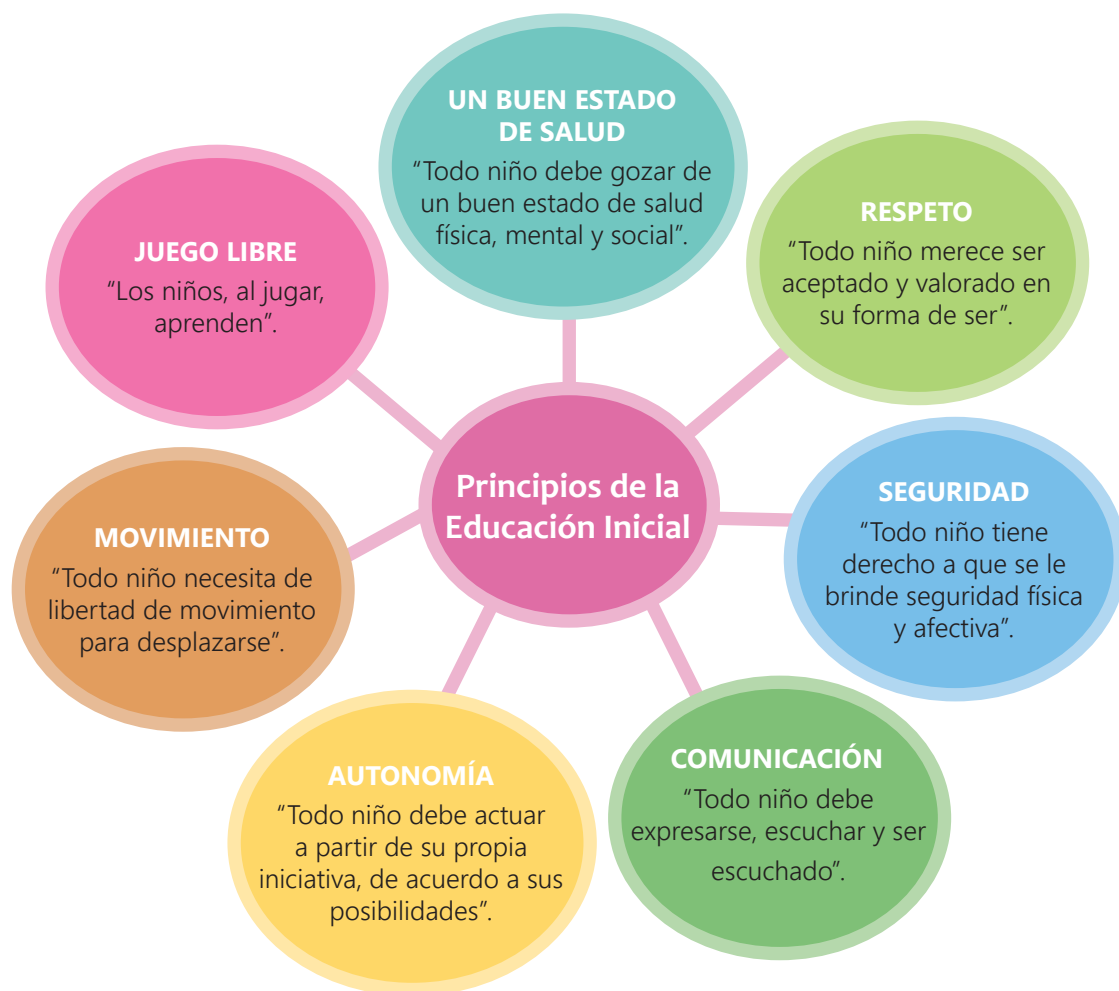 UN BUEN ESTADO
DE SALUD
“Todo niño debe gozar de
un buen estado de salud
física, mental y social”.
RESPETO
“Todo niño merece ser
aceptado y valorado en
su forma de ser”.
SEGURIDAD
“Todo niño tiene
derecho a que se le
brinde seguridad física
y afectiva”.
COMUNICACIÓN
“Todo niño debe
expresarse, escuchar y ser
escuchado”.
AUTONOMÍA
“Todo niño debe actuar
a partir de su propia
iniciativa, de acuerdo a sus
posibilidades”.
MOVIMIENTO
“Todo niño necesita de
libertad de movimiento
para desplazarse”.
JUEGO LIBRE
“Los niños, al jugar,
aprenden”.
Principios de la
Educación Inicial